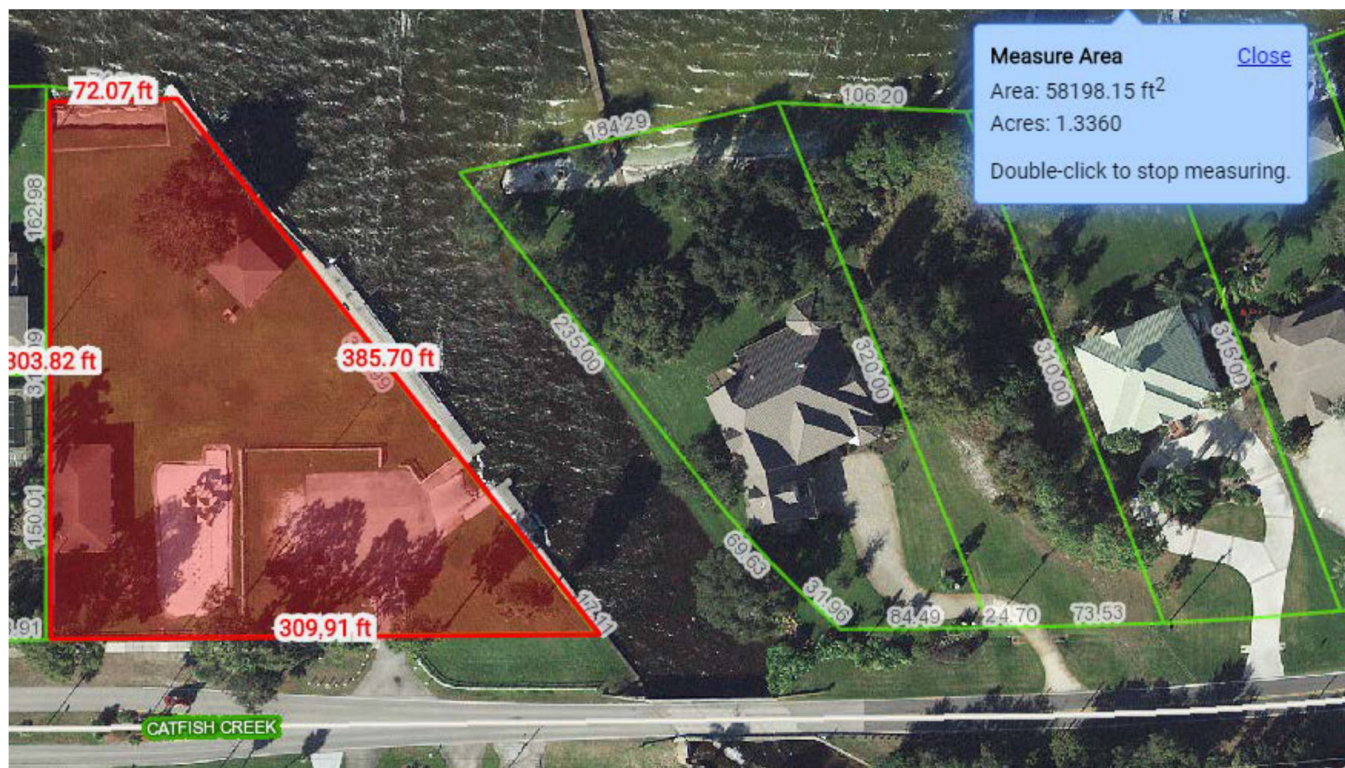 Measure Area Close
Area: 58198.15 ft²
Acres: 1.3360
Double-click to stop measuring.
72.07 ft
106.20
184.29
162.98
303.82 ft
385.70 ft
235.00
320.00
310.00
315.00
150.01
69.63
31.96
84.49
24.70
73.53
309,91 ft
17.11
CATFISH CREEK